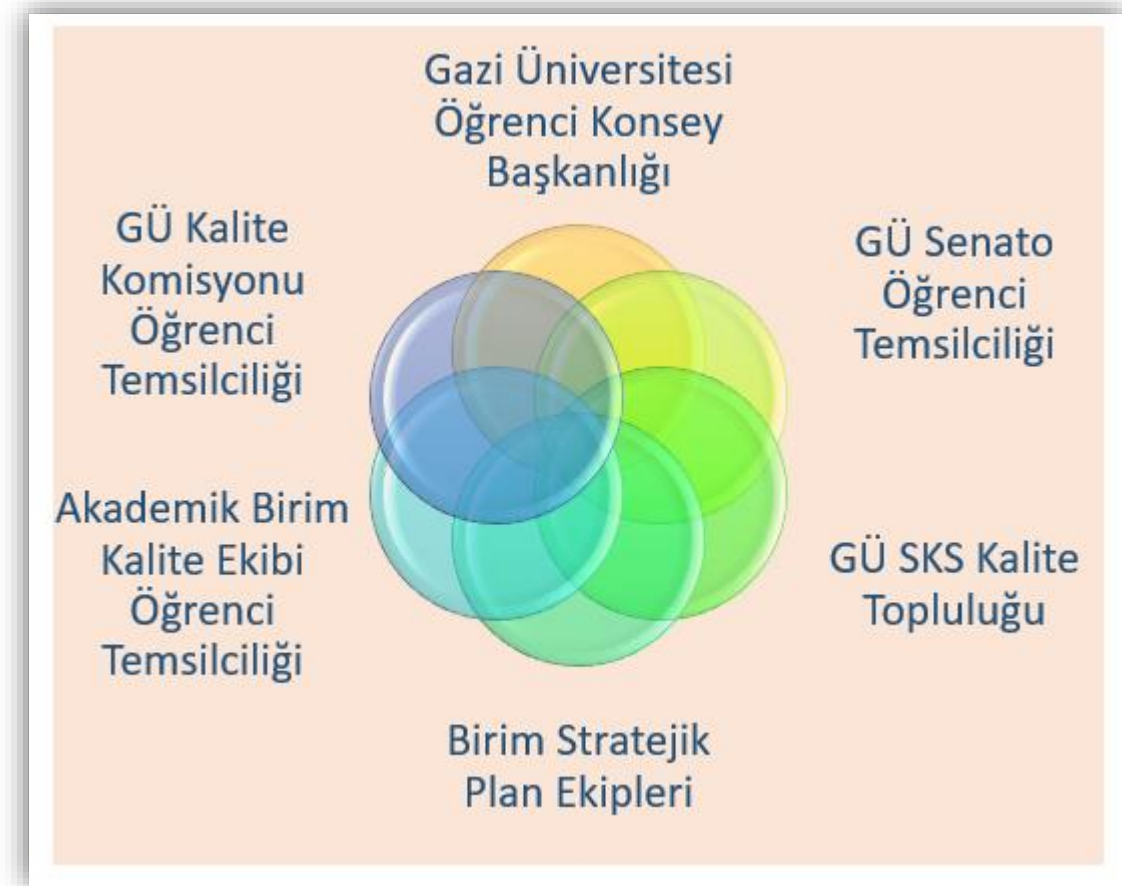 Gazi Üniversitesi
Öğrenci Konsey
Başkanlığı
GÜ Senato
Öğrenci
Temsilciliği
GÜ SKS Kalite
Topluluğu
Birim Stratejik
Plan Ekipleri
Akademik Birim
Kalite Ekibi
Öğrenci
Temsilciliği
GÜ Kalite
Komisyonu
Öğrenci
Temsilciliği